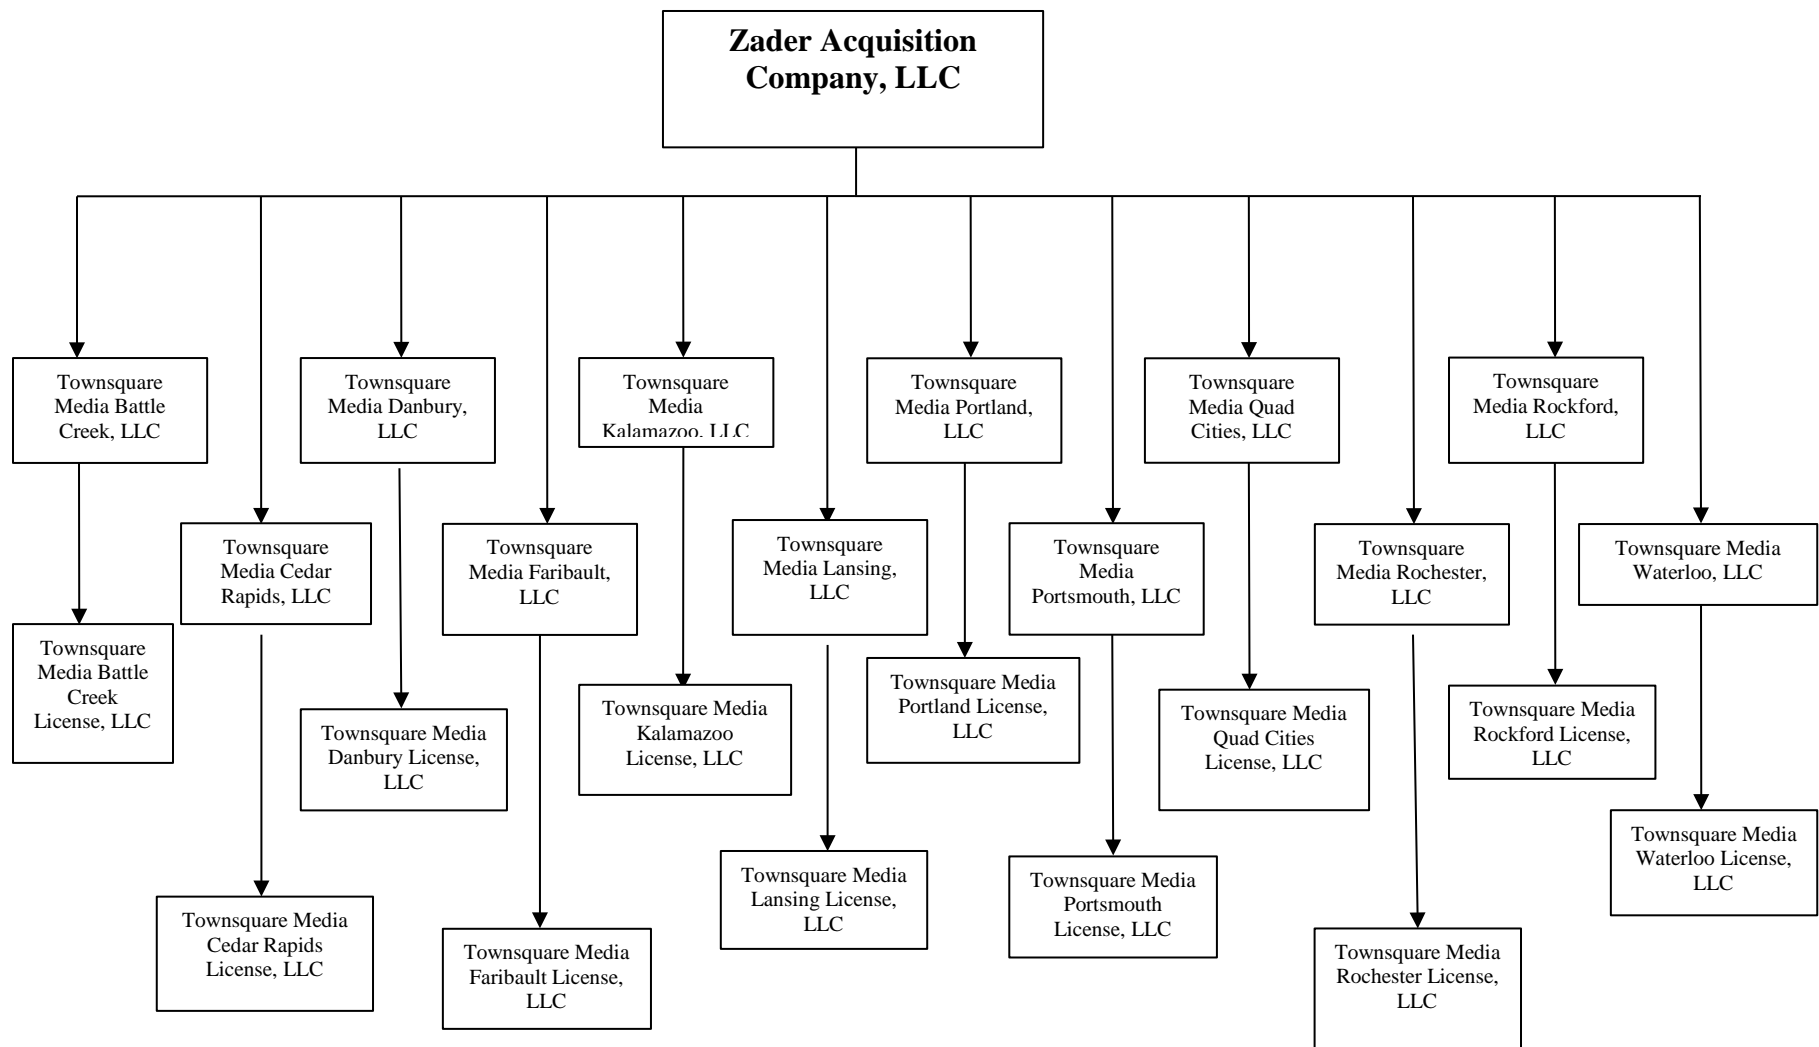 Zader Acquisition
Company, LLC
Townsquare
Media Battle
Creek, LLC
Townsquare
Media Danbury,
LLC
Townsquare
Media
Kalamazoo, LLC
Townsquare
Media Portland,
LLC
Townsquare
Media Quad
Cities, LLC
Townsquare
Media Rockford,
LLC
Townsquare
Media Cedar
Rapids, LLC
Townsquare
Media Faribault,
LLC
Townsquare
Media Lansing,
LLC
Townsquare
Media
Portsmouth, LLC
Townsquare
Media Rochester,
LLC
Townsquare Media
Waterloo, LLC
Townsquare
Media Battle
Creek
License, LLC
Townsquare Media
Danbury License,
LLC
Townsquare Media
Kalamazoo
License, LLC
Townsquare Media
Portland License,
LLC
Townsquare Media
Quad Cities
License, LLC
Townsquare Media
Rockford License,
LLC
Townsquare Media
Cedar Rapids
License, LLC
Townsquare Media
Faribault License,
LLC
Townsquare Media
Lansing License,
LLC
Townsquare Media
Portsmouth
License, LLC
Townsquare Media
Rochester License,
LLC
Townsquare Media
Waterloo License,
LLC